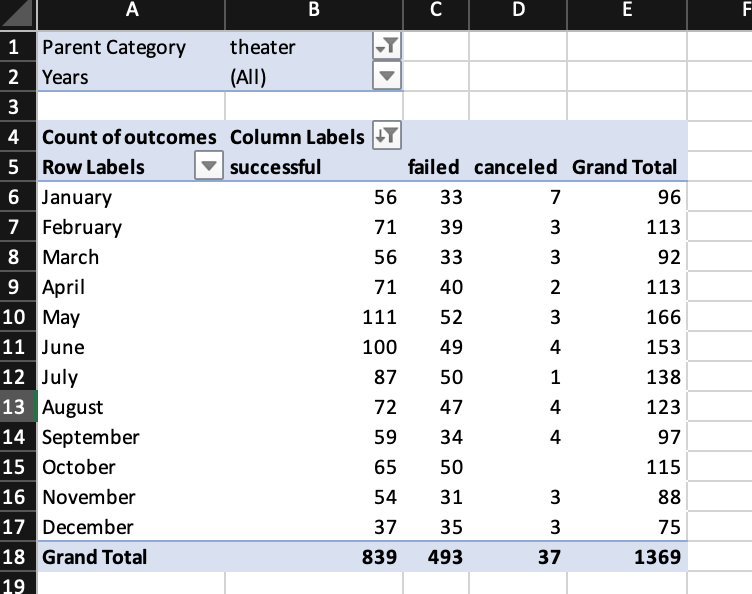 A B C D E F
1 Parent Category theater
2 Years (All)
3
4 Count of outcomes Column Labels
5 Row Labels successful failed canceled Grand Total
6 January 56 33 7 96
7 February 71 39 3 113
8 March 56 33 3 92
9 April 71 40 2 113
10 May 111 52 3 166
11 June 100 49 4 153
12 July 87 50 1 138
13 August 72 47 4 123
14 September 59 34 4 97
15 October 65 50 115
16 November 54 31 3 88
17 December 37 35 3 75
18 Grand Total 839 493 37 1369
19